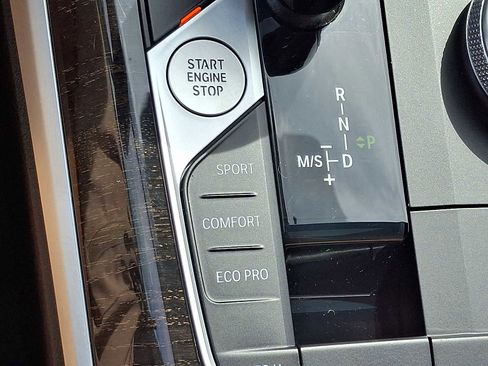 START
ENGINE
STOP
R
N
P
M/S
D
+
SPORT
COMFORT
ECO PRO